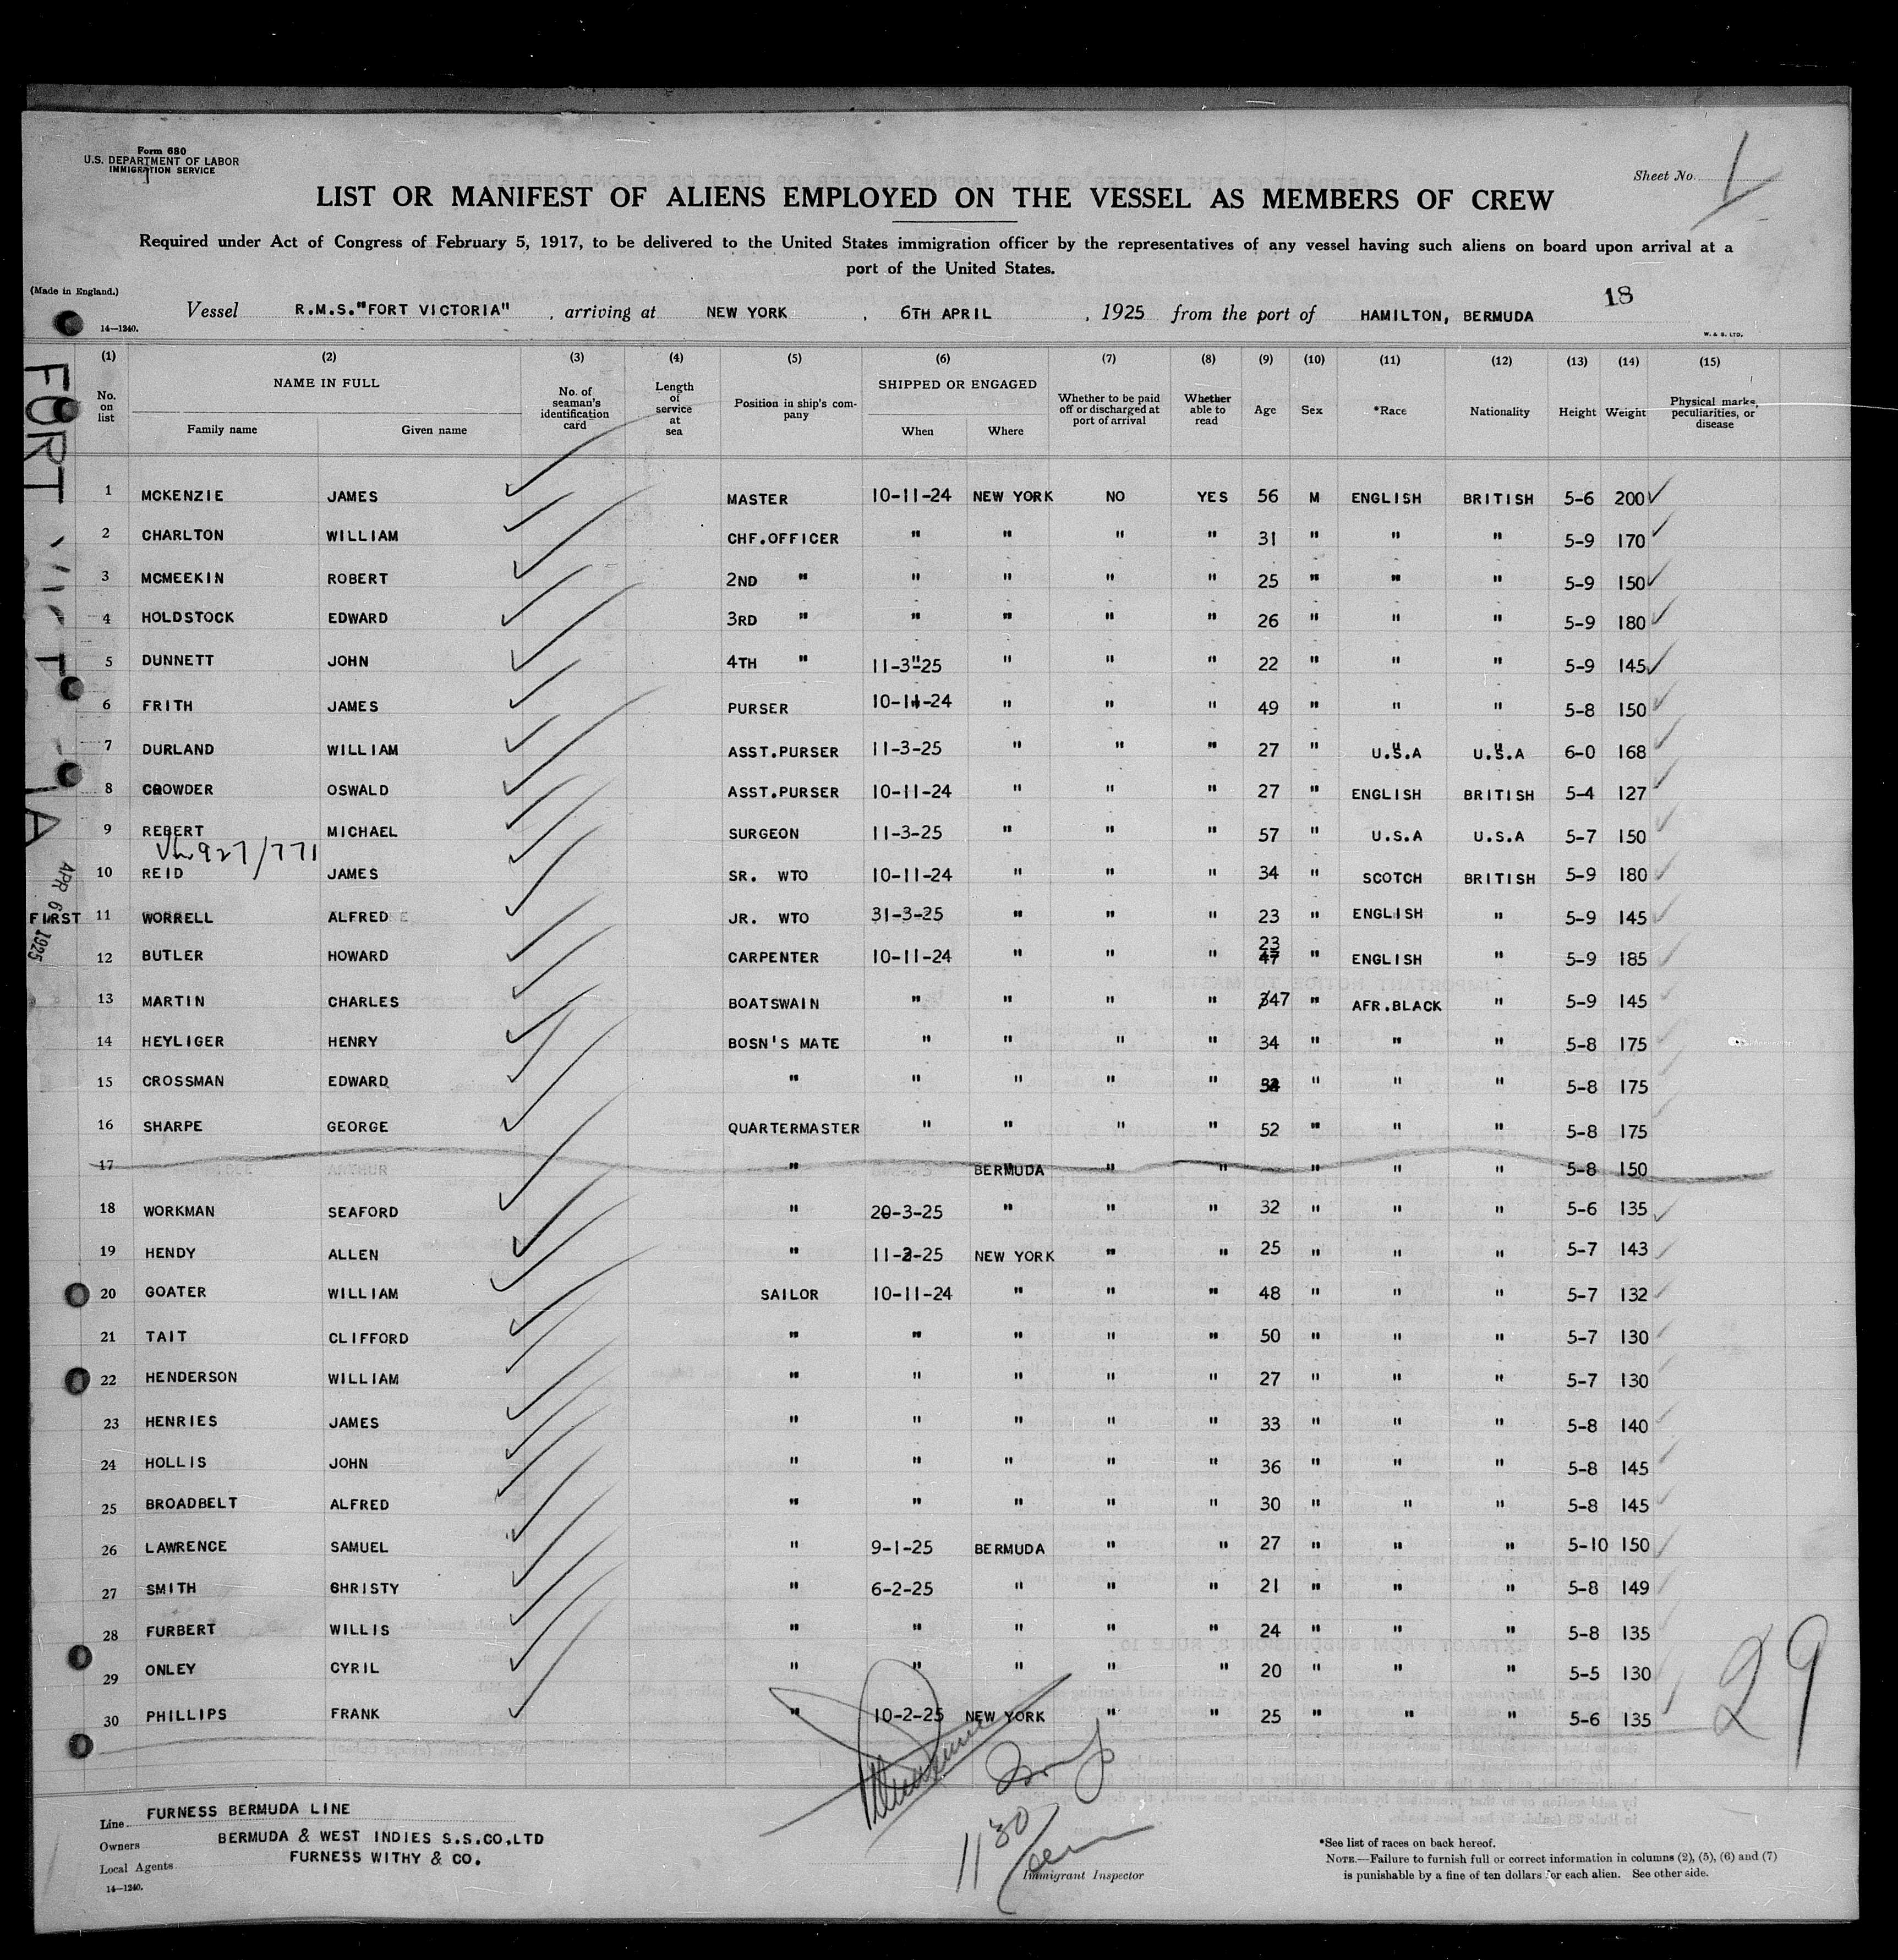 Form 680
U.S. DEPARTMENT OF LABOR
IMMIGRATION SERVICE
Sheet No. 1
LIST OR MANIFEST OF ALIENS EMPLOYED ON THE VESSEL AS MEMBERS OF CREW
Required under Act of Congress of February 5, 1917, to be delivered to the United States immigration officer by the representatives of any vessel having such aliens on board upon arrival at a
port of the United States.
(Made in England.)
Vessel R.M.S."FORT VICTORIA" , arriving at NEW YORK , 6TH APRIL , 1925 from the port of HAMILTON, BERMUDA 18
14—1240.
W. & S. LTD.
(1) (2) (3) (4) (5) (6) (7) (8) (9) (10) (11) (12) (13) (14) (15)
No. on list NAME IN FULL Family name Given name No. of seaman's identification card Length of service at sea Position in ship's company SHIPPED OR ENGAGED When Where Whether to be paid off or discharged at port of arrival Whether able to read Age Sex *Race Nationality Height Weight Physical marks, peculiarities, or disease
1 MCKENZIE JAMES MASTER 10-11-24 NEW YORK NO YES 56 M ENGLISH BRITISH 5-6 200
2 CHARLTON WILLIAM CHF.OFFICER " " " " 31 " " " 5-9 170
3 MCMEEKIN ROBERT 2ND " " " " " 25 " " " 5-9 150
4 HOLDSTOCK EDWARD 3RD " " " " " 26 " " " 5-9 180
5 DUNNETT JOHN 4TH " 11-3-25 " " " 22 " " " 5-9 145
6 FRITH JAMES PURSER 10-11-24 " " " 49 " " " 5-8 150
7 DURLAND WILLIAM ASST.PURSER 11-3-25 " " " 27 " U.S.A U.S.A 6-0 168
8 CROWDER OSWALD ASST.PURSER 10-11-24 " " " 27 " ENGLISH BRITISH 5-4 127
9 REBERT MICHAEL SURGEON 11-3-25 " " " 57 " U.S.A U.S.A 5-7 150
927/771
10 REID JAMES SR. WTO 10-11-24 " " " 34 " SCOTCH BRITISH 5-9 180
FIRST 11 WORRELL ALFRED JR. WTO 31-3-25 " " " 23 " ENGLISH " 5-9 145
12 BUTLER HOWARD CARPENTER 10-11-24 " " " 23 47 " ENGLISH " 5-9 185
13 MARTIN CHARLES BOATSWAIN " " " " 347 " AFR.BLACK " 5-9 145
14 HEYLIGER HENRY BOSN'S MATE " " " " 34 " " " 5-8 175
15 CROSSMAN EDWARD " " " " " " " " 5-8 175
16 SHARPE GEORGE QUARTERMASTER " " " " 52 " " " 5-8 175
17 ARTHUR " BERMUDA " " " " " 5-8 150
18 WORKMAN SEAFORD " 20-3-25 " " " 32 " " " 5-6 135
19 HENDY ALLEN " 11-2-25 NEW YORK " " 25 " " " 5-7 143
20 GOATER WILLIAM SAILOR 10-11-24 " " " 48 " " " 5-7 132
21 TAIT CLIFFORD " " " " " 50 " " " 5-7 130
22 HENDERSON WILLIAM " " " " " 27 " " " 5-7 130
23 HENRIES JAMES " " " " " 33 " " " 5-8 140
24 HOLLIS JOHN " " " " " 36 " " " 5-8 145
25 BROADBELT ALFRED " " " " " 30 " " " 5-8 145
26 LAWRENCE SAMUEL " 9-1-25 BERMUDA " " 27 " " " 5-10 150
27 SMITH CHRISTY " 6-2-25 " " " 21 " " " 5-8 149
28 FURBERT WILLIS " " " " " 24 " " " 5-8 135
29 ONLEY CYRIL " " " " " 20 " " " 5-5 130
30 PHILLIPS FRANK " 10-2-25 NEW YORK " " 25 " " " 5-6 135
29
FORT VICTORIA
APR 6 1925
Line FURNESS BERMUDA LINE
Owners BERMUDA & WEST INDIES S.S.CO.,LTD
Local Agents FURNESS WITHY & CO.
14—1240.
1130
Immigrant Inspector
*See list of races on back hereof.
NOTE.—Failure to furnish full or correct information in columns (2), (5), (6) and (7)
is punishable by a fine of ten dollars for each alien. See other side.